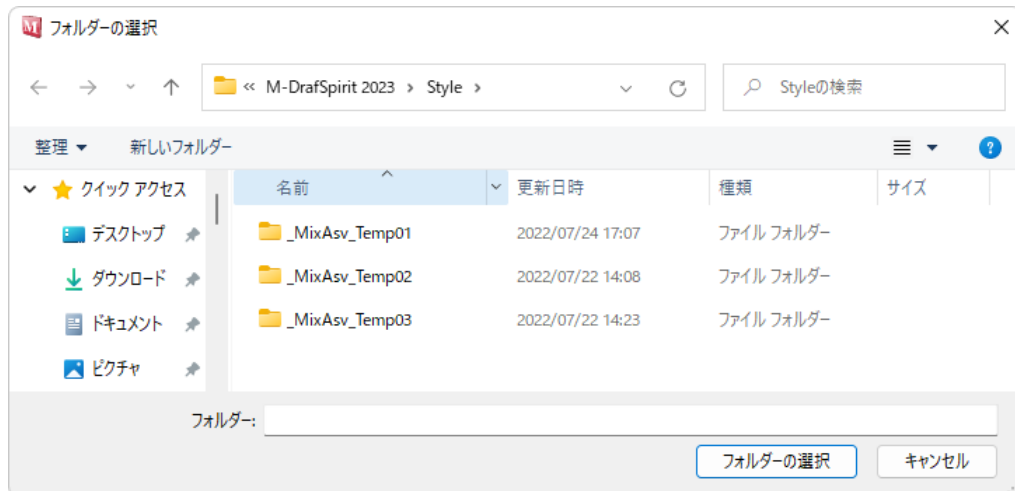 フォルダーの選択
« M-DrafSpirit 2023 › Style › Styleの検索
整理 新しいフォルダー
クイック アクセス 名前 更新日時 種類 サイズ
デスクトップ _MixAsv_Temp01 2022/07/24 17:07 ファイル フォルダー
ダウンロード _MixAsv_Temp02 2022/07/22 14:08 ファイル フォルダー
ドキュメント _MixAsv_Temp03 2022/07/22 14:23 ファイル フォルダー
ピクチャ
フォルダー:
フォルダーの選択 キャンセル